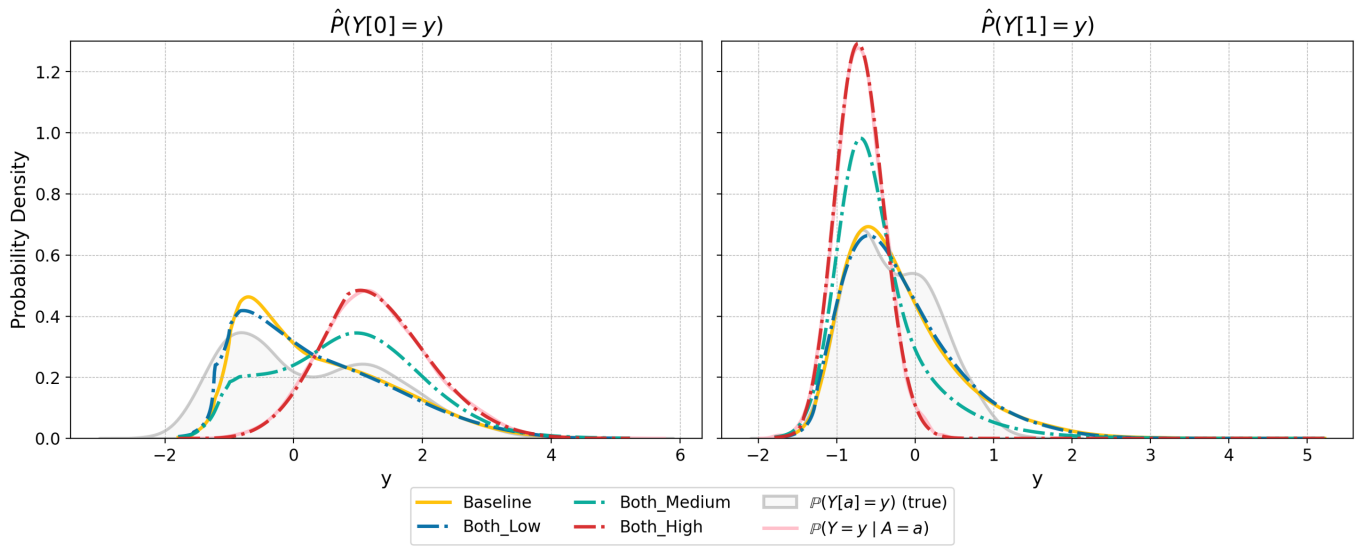 P̂(Y[0] = y)
P̂(Y[1] = y)
Probability Density
1.2
1.0
0.8
0.6
0.4
0.2
0.0
−2 0 2 4 6
−2 −1 0 1 2 3 4 5
y
y
Baseline Both_Medium ℙ(Y[a] = y) (true)
Both_Low Both_High ℙ(Y = y | A = a)